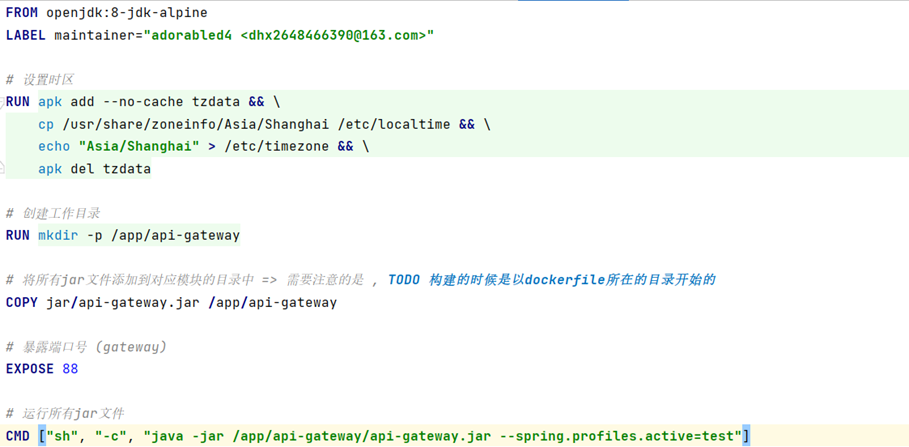 FROM openjdk:8-jdk-alpine
LABEL maintainer="adorabled4 <dhx2648466390@163.com>"
# 设置时区
RUN apk add --no-cache tzdata && \
cp /usr/share/zoneinfo/Asia/Shanghai /etc/localtime && \
echo "Asia/Shanghai" > /etc/timezone && \
apk del tzdata
# 创建工作目录
RUN mkdir -p /app/api-gateway
# 将所有jar文件添加到对应模块的目录中 => 需要注意的是 , TODO 构建的时候是以dockerfile所在的目录开始的
COPY jar/api-gateway.jar /app/api-gateway
# 暴露端口号 (gateway)
EXPOSE 88
# 运行所有jar文件
CMD ["sh", "-c", "java -jar /app/api-gateway/api-gateway.jar --spring.profiles.active=test"]